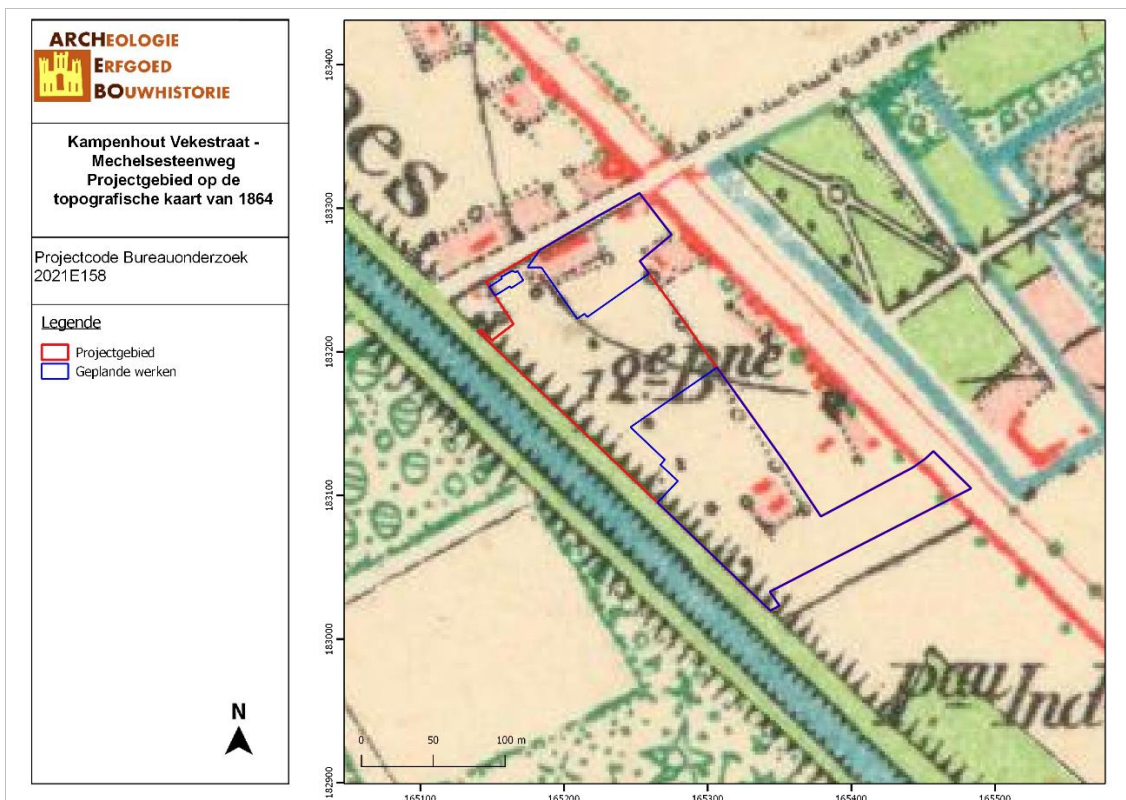 ARCHEOLOGIE
ERFGOED
BOUWHISTORIE
Kampenhout Vekestraat -
Mechelsesteenweg
Projectgebied op de
topografische kaart van 1864
Projectcode Bureauonderzoek
2021E158
Legende
Projectgebied
Geplande werken
N
183400
183300
183200
183100
183000
182900
0 50 100 m
165100 165200 165300 165400 165500